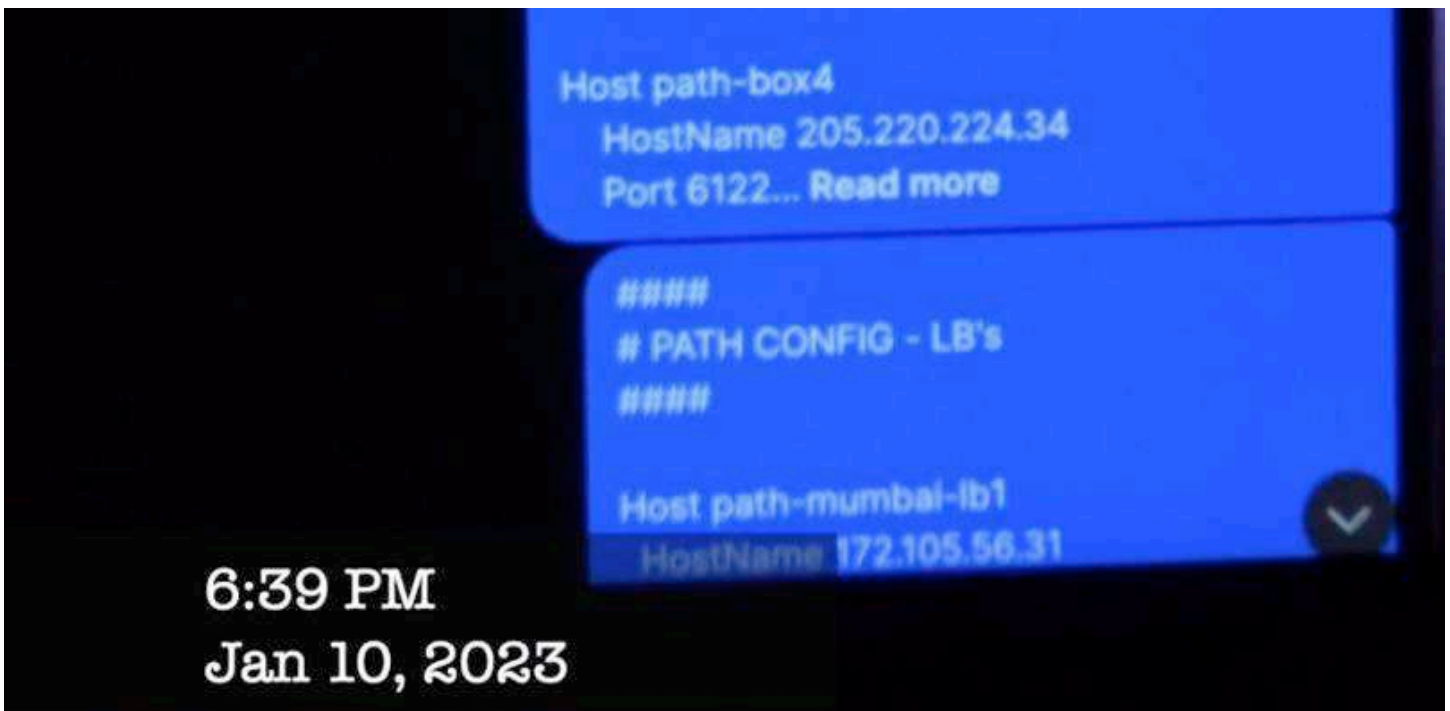 Host path-box4
HostName 205.220.224.34
Port 6122... Read more
####
# PATH CONFIG - LB's
####
Host path-mumbai-lb1
HostName 172.105.56.31
6:39 PM
Jan 10, 2023